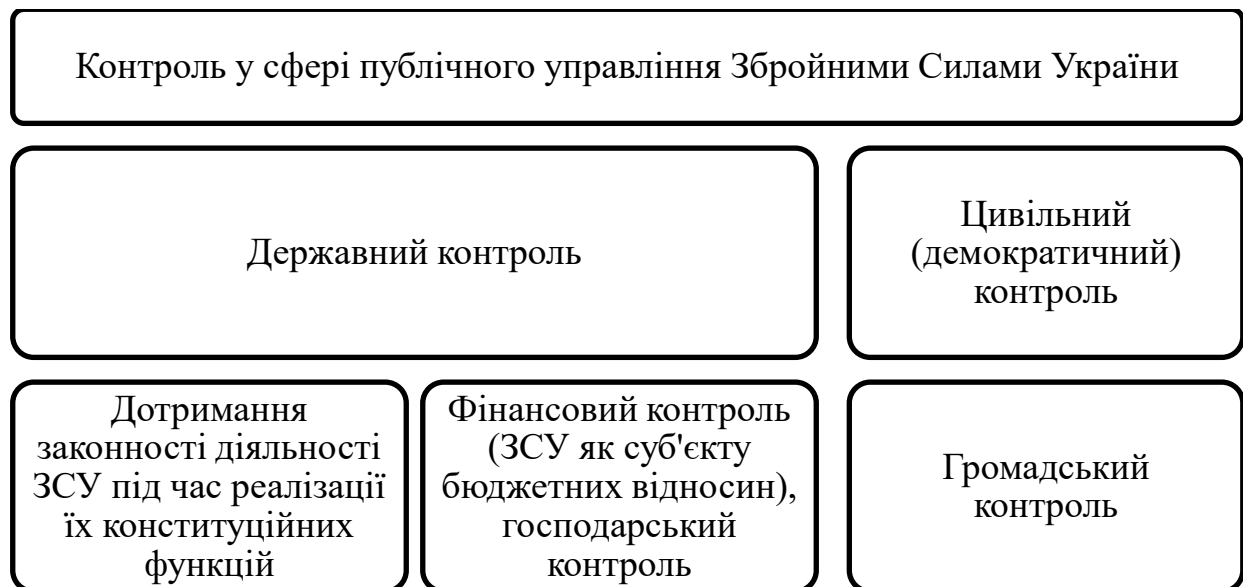 Контроль у сфері публічного управління Збройними Силами України
Державний контроль
Цивільний
(демократичний)
контроль
Дотримання
законності діяльності
ЗСУ під час реалізації
їх конституційних
функцій
Фінансовий контроль
(ЗСУ як суб'єкту
бюджетних відносин),
господарський
контроль
Громадський
контроль